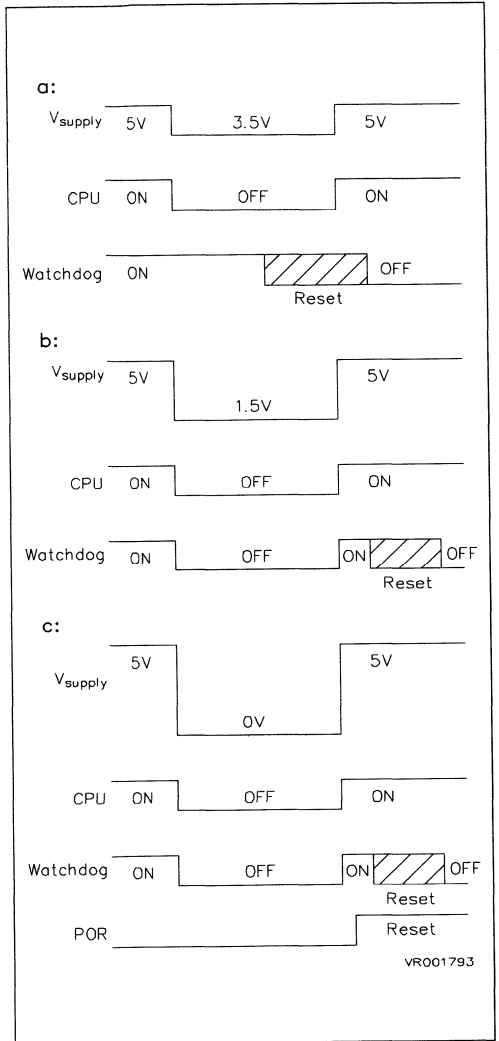 a:
Vsupply 5V 3.5V 5V
CPU ON OFF ON
Watchdog ON OFF
Reset
b:
Vsupply 5V 5V
1.5V
CPU ON OFF ON
Watchdog ON OFF ON OFF
Reset
c:
5V 5V
Vsupply
0V
CPU ON OFF ON
Watchdog ON OFF ON OFF
Reset
POR Reset
VR001793